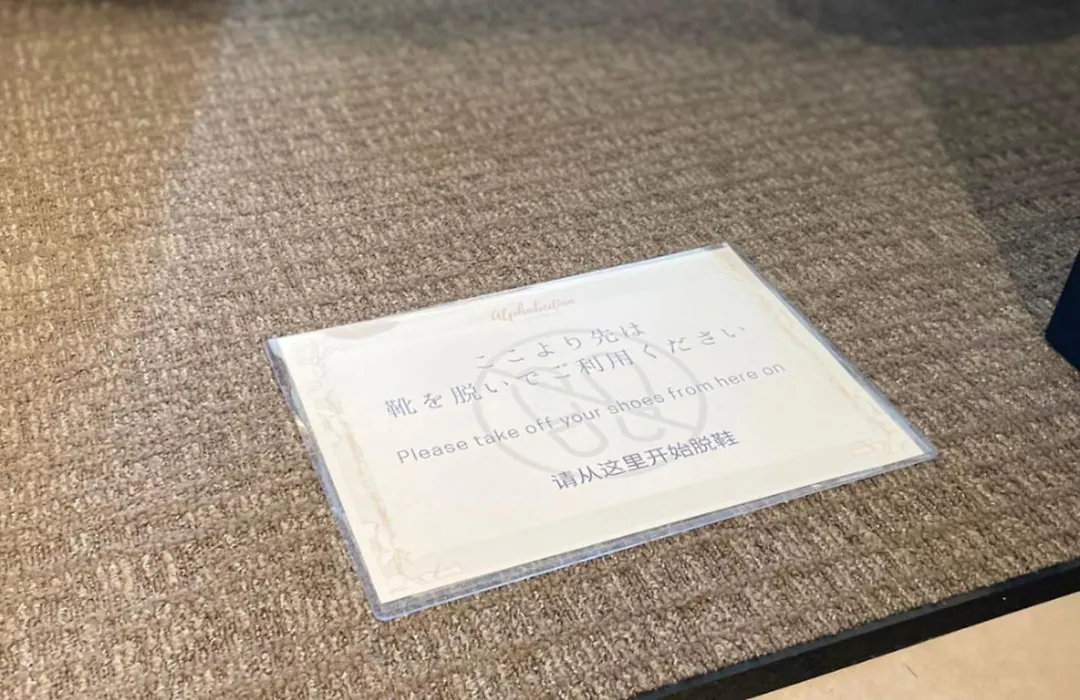 Alphabetical
ここより先は
靴を脱いでご利用ください
Please take off your shoes from here on
请从这里开始脱鞋